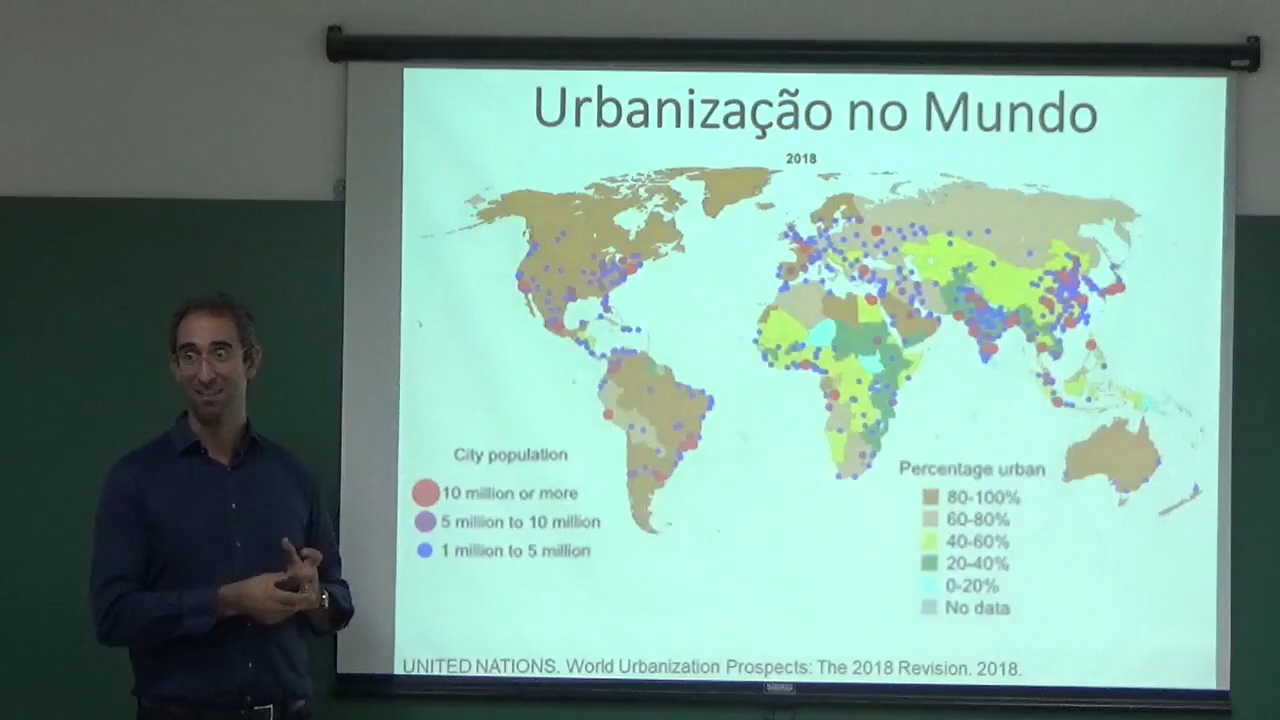 Urbanização no Mundo
2018
City population
10 million or more
5 million to 10 million
1 million to 5 million
Percentage urban
80-100%
60-80%
40-60%
20-40%
0-20%
No data
UNITED NATIONS. World Urbanization Prospects: The 2018 Revision. 2018.